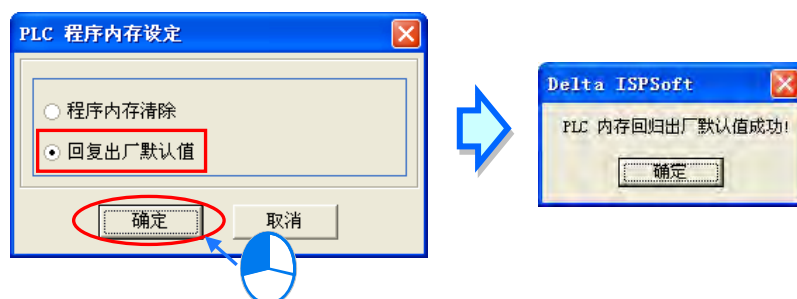 PLC 程序内存设定
程序内存清除
回复出厂默认值
确定
取消
Delta ISPSoft
PLC 内存回归出厂默认值成功!
确定